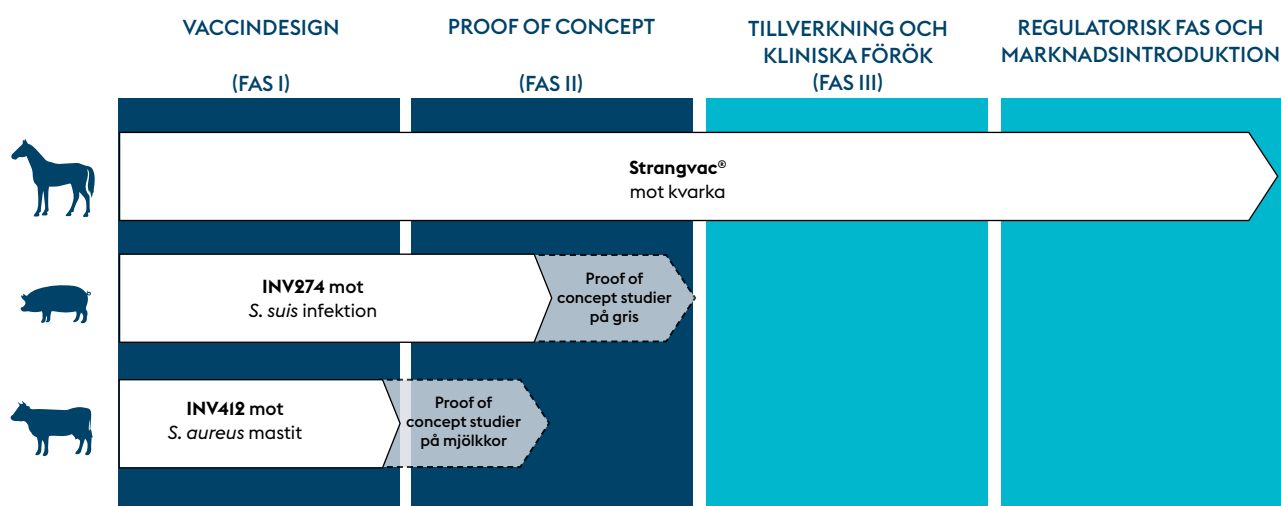 VACCINDESIGN
(FAS I)
PROOF OF CONCEPT
(FAS II)
TILLVERKNING OCH
KLINISKA FÖRÖK
(FAS III)
REGULATORISK FAS OCH
MARKNADSINTRODUKTION
Strangvac®
mot kvarka
INV274 mot
S. suis infektion
Proof of
concept studier
på gris
INV412 mot
S. aureus mastit
Proof of
concept studier
på mjölkkor